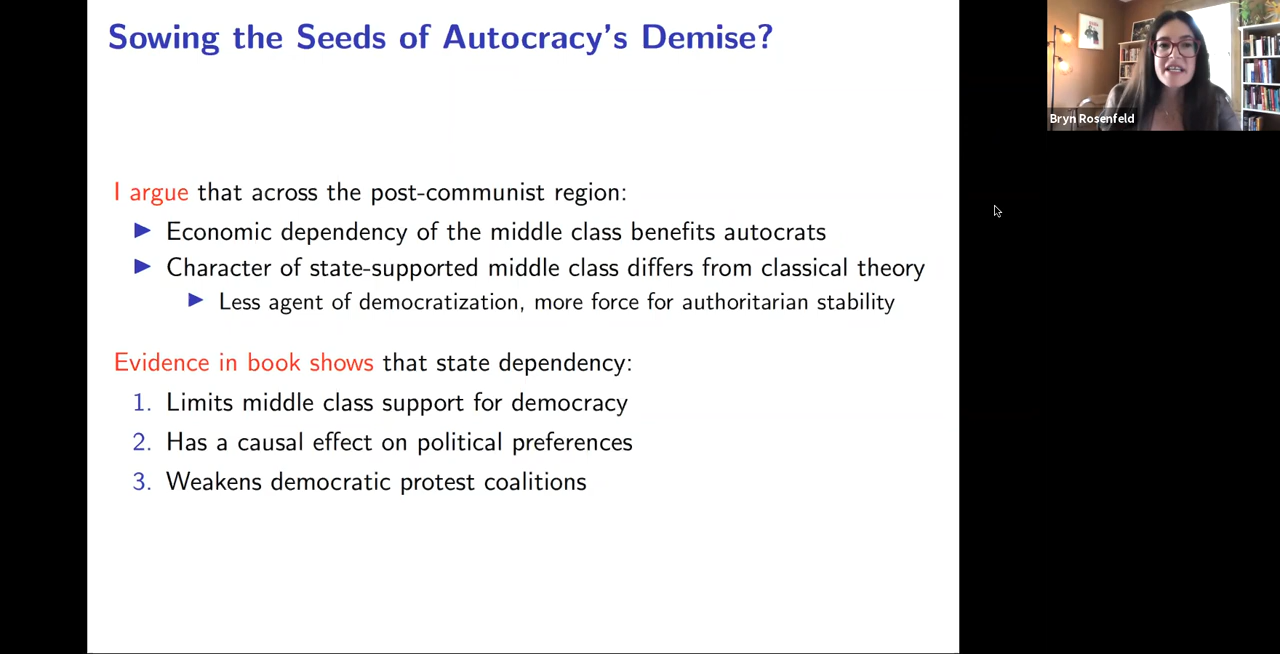 Sowing the Seeds of Autocracy's Demise?
Bryn Rosenfeld
I argue that across the post-communist region:
▶ Economic dependency of the middle class benefits autocrats
▶ Character of state-supported middle class differs from classical theory
▶ Less agent of democratization, more force for authoritarian stability
Evidence in book shows that state dependency:
1. Limits middle class support for democracy
2. Has a causal effect on political preferences
3. Weakens democratic protest coalitions